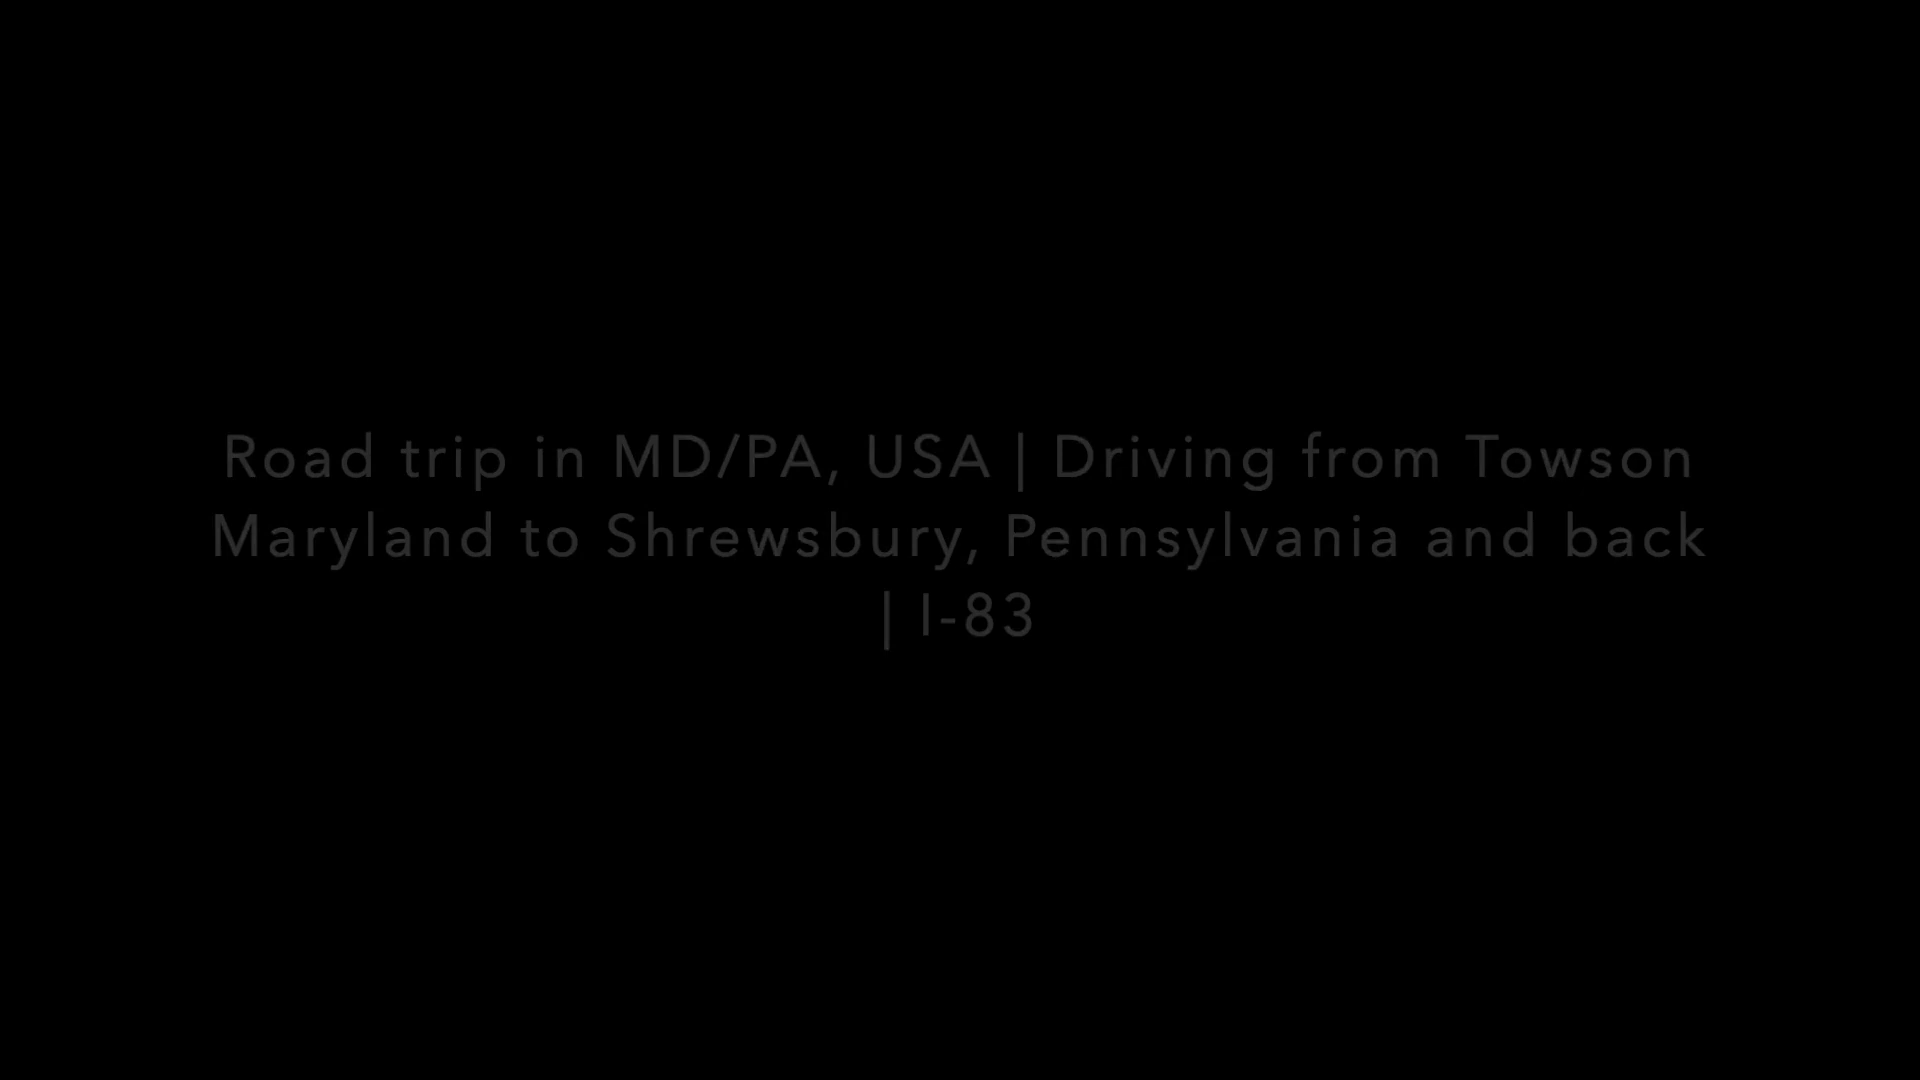 Road trip in MD/PA, USA | Driving from Towson
Maryland to Shrewsbury, Pennsylvania and back
| I-83